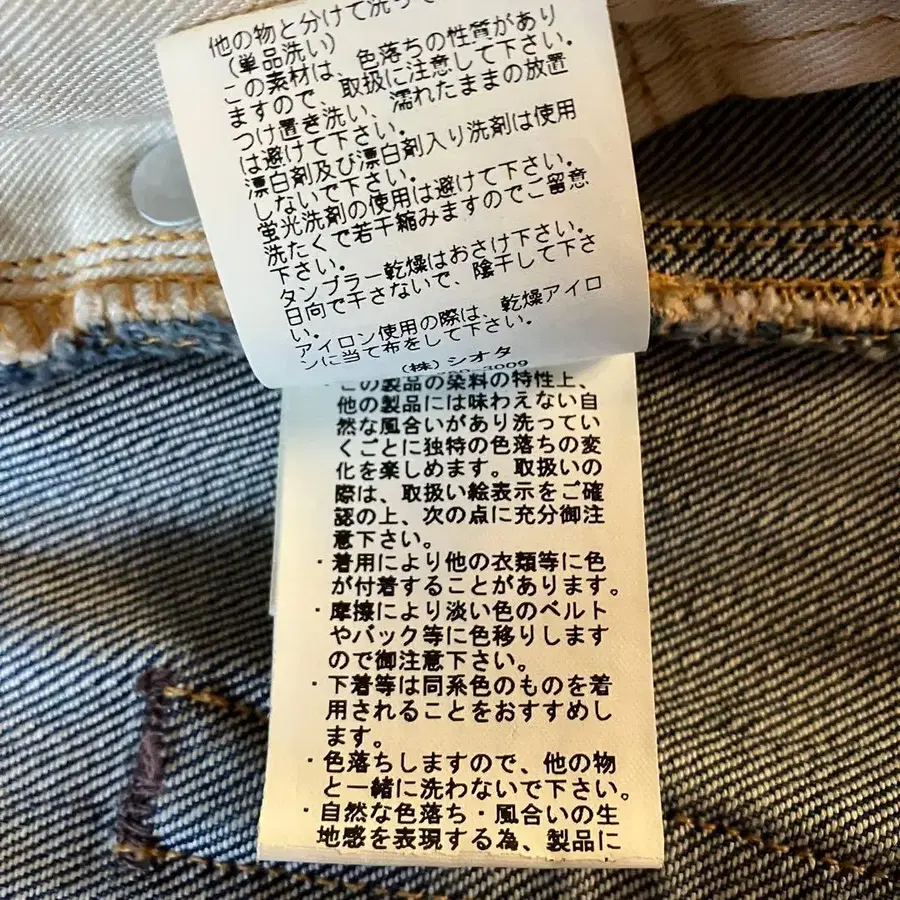 他の物と分けて洗って
（単品洗い）
この素材は、色落ちの性質があり
ますので、取扱に注意して下さい。
つけ置き洗い、濡れたままの放置
は避けて下さい。
漂白剤及び漂白剤入り洗剤は使用
しないで下さい。
蛍光洗剤の使用は避けて下さい。
洗たくで若干縮みますのでご留意
下さい。
タンブラー乾燥はおさけ下さい。
日向で干さないで、陰干して下さ
い。
アイロン使用の際は、乾燥アイロ
ンに当て布をして下さい。
（株）シオタ
・この製品の染料の特性上、
他の製品には味わえない自
然な風合いがあり洗ってい
くごとに独特の色落ちの変
化を楽しめます。取扱いの
際は、取扱い絵表示をご確
認の上、次の点に充分御注
意下さい。
・着用により他の衣類等に色
が付着することがあります。
・摩擦により淡い色のベルト
やバック等に色移りします
ので御注意下さい。
・下着等は同系色のものを着
用されることをおすすめし
ます。
・色落ちしますので、他の物
と一緒に洗わないで下さい。
・自然な色落ち・風合いの生
地感を表現する為、製品に